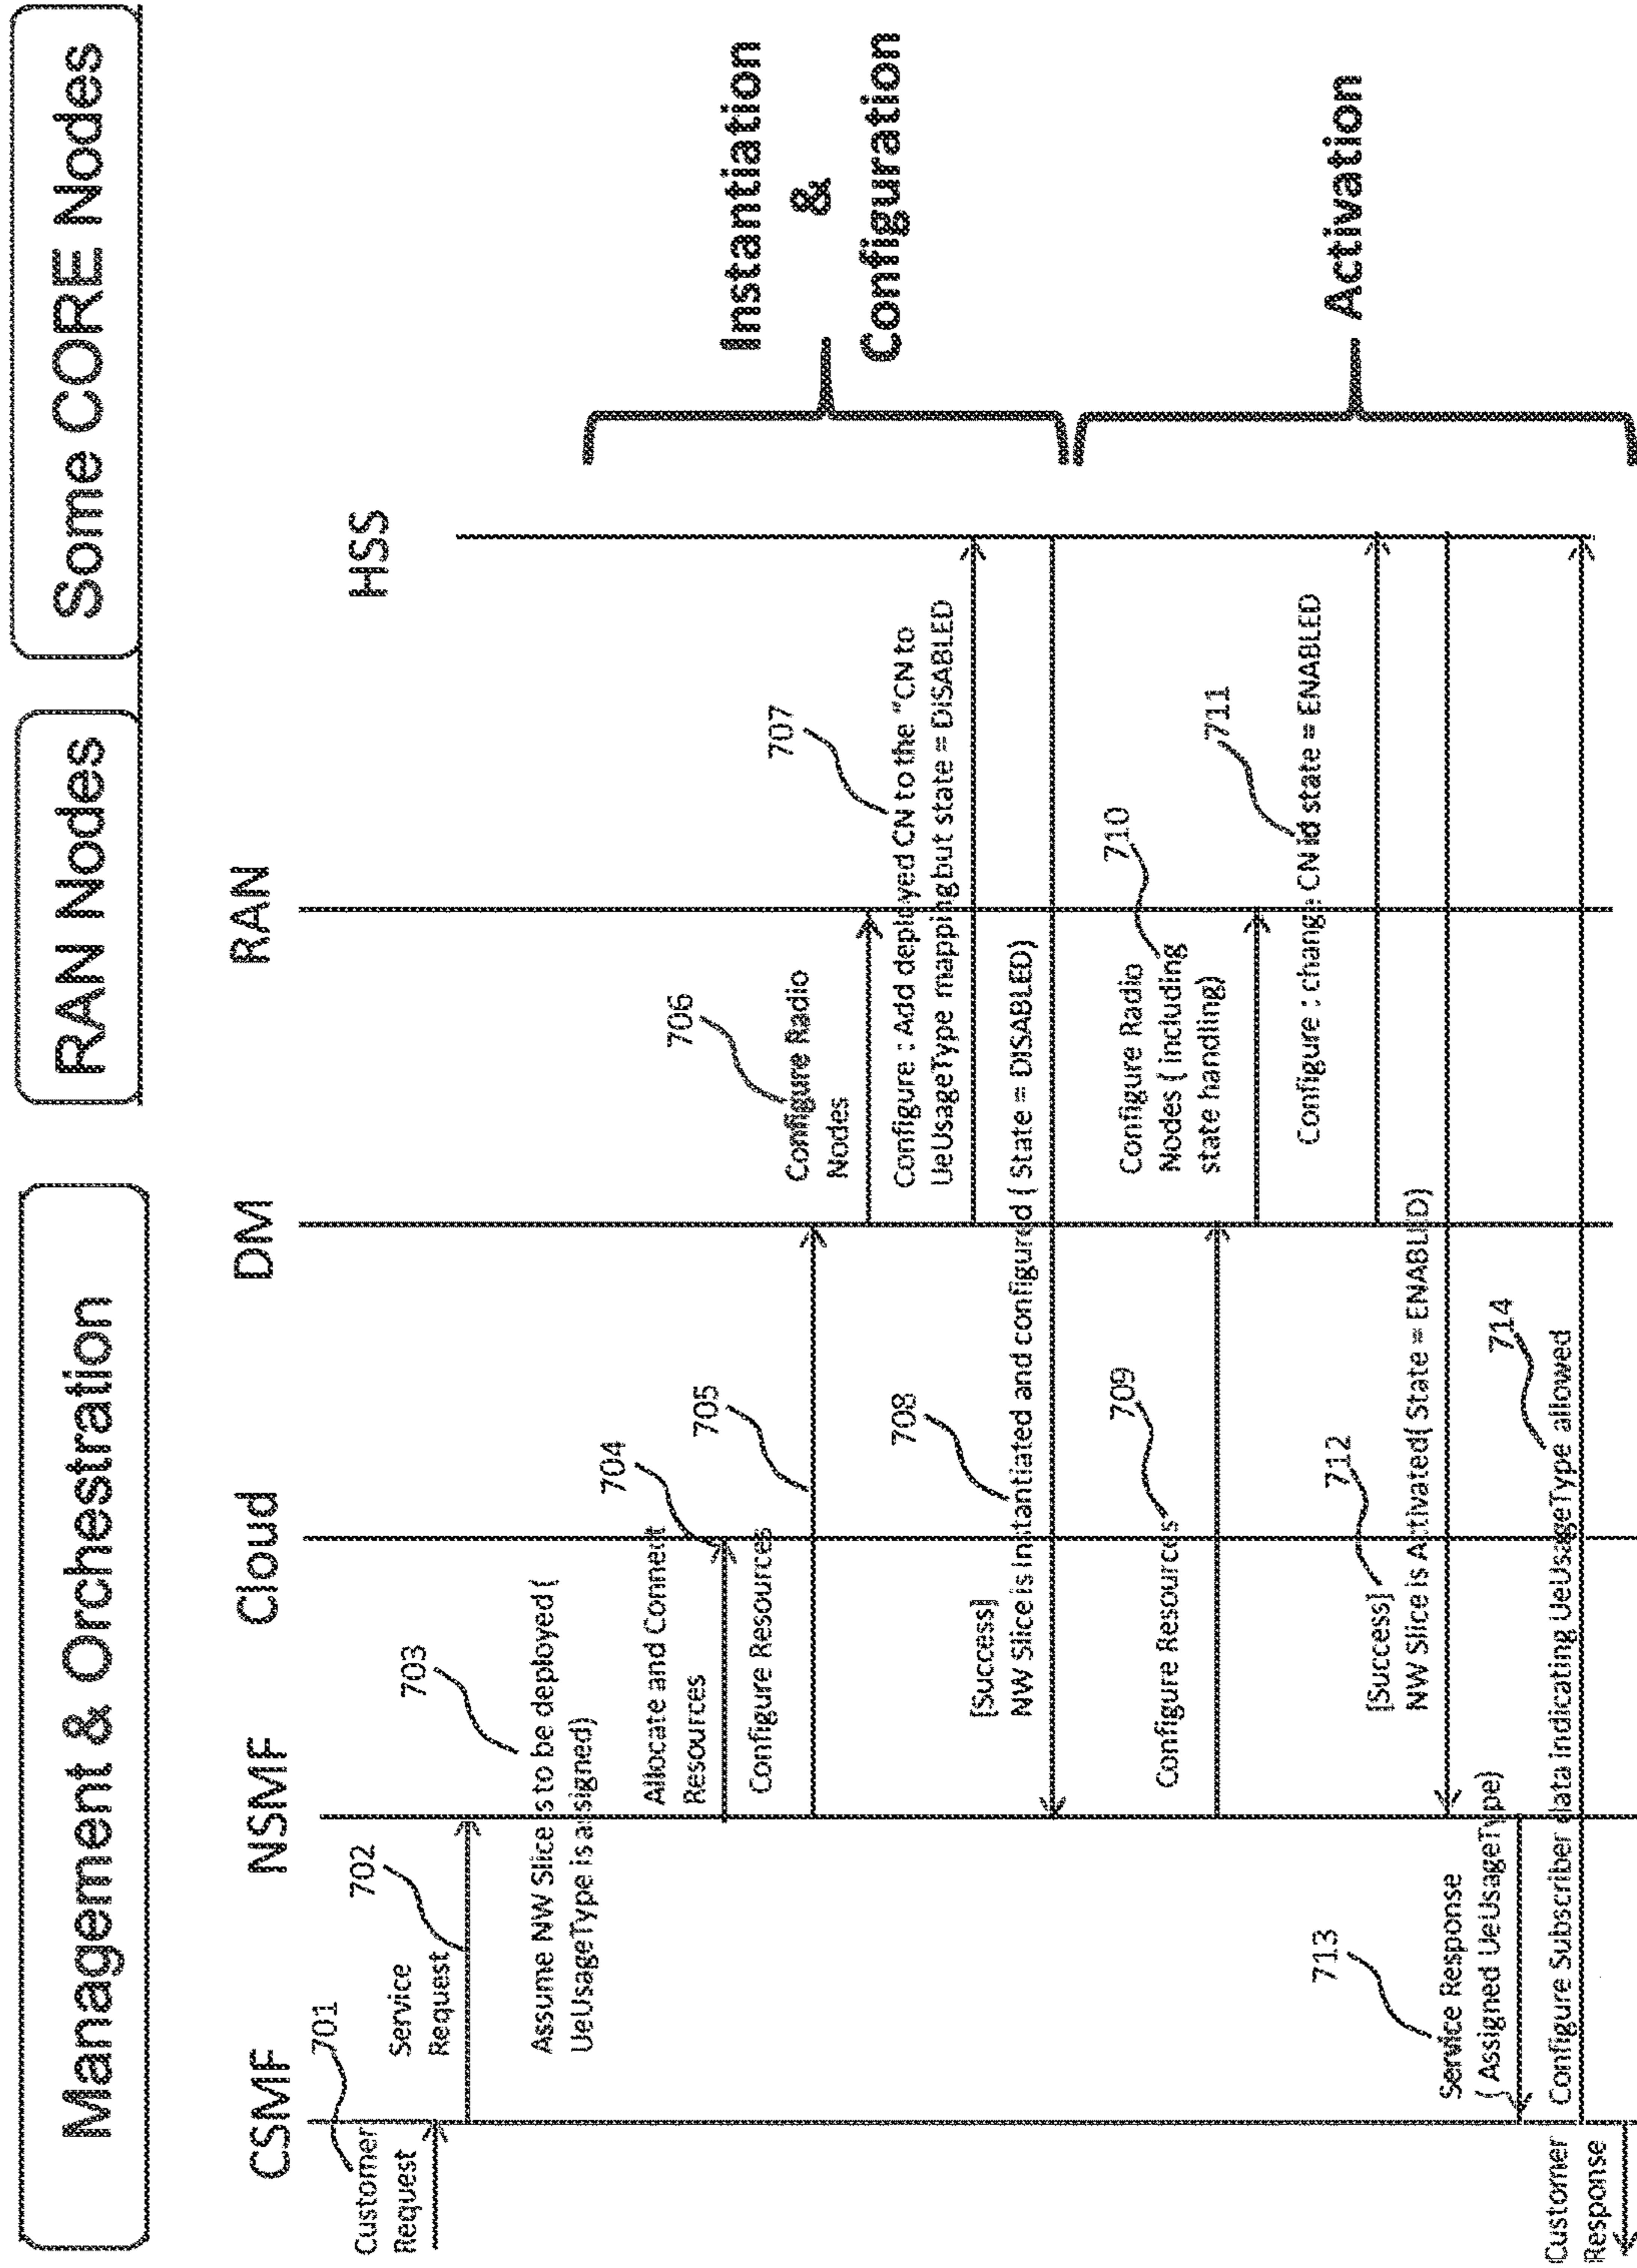 Management & Orchestration
RAN Nodes
Some CORE Nodes
CSMF
NSMF
Cloud
DM
RAN
HSS
Customer
Request
701
Service
Request
702
703
Assume NW Slice is to be deployed (
UeUsageType is assigned)
704
Allocate and Connect
Resources
705
Configure Resources
706
Configure Radio
Nodes
707
Configure : Add deployed CN to the "CN to
UeUsageType mapping but state = DISABLED
708
[Success]
NW Slice is Instantiated and configured ( State = DISABLED)
Instantiation
&
Configuration
709
Configure Resources
710
Configure Radio
Nodes ( including
state handling)
711
Configure : change CN id state = ENABLED
712
[Success]
NW Slice is Activated( State = ENABLED)
713
Service Response
( Assigned UeUsageType)
714
Configure Subscriber data indicating UeUsageType allowed
Customer
Response
Activation